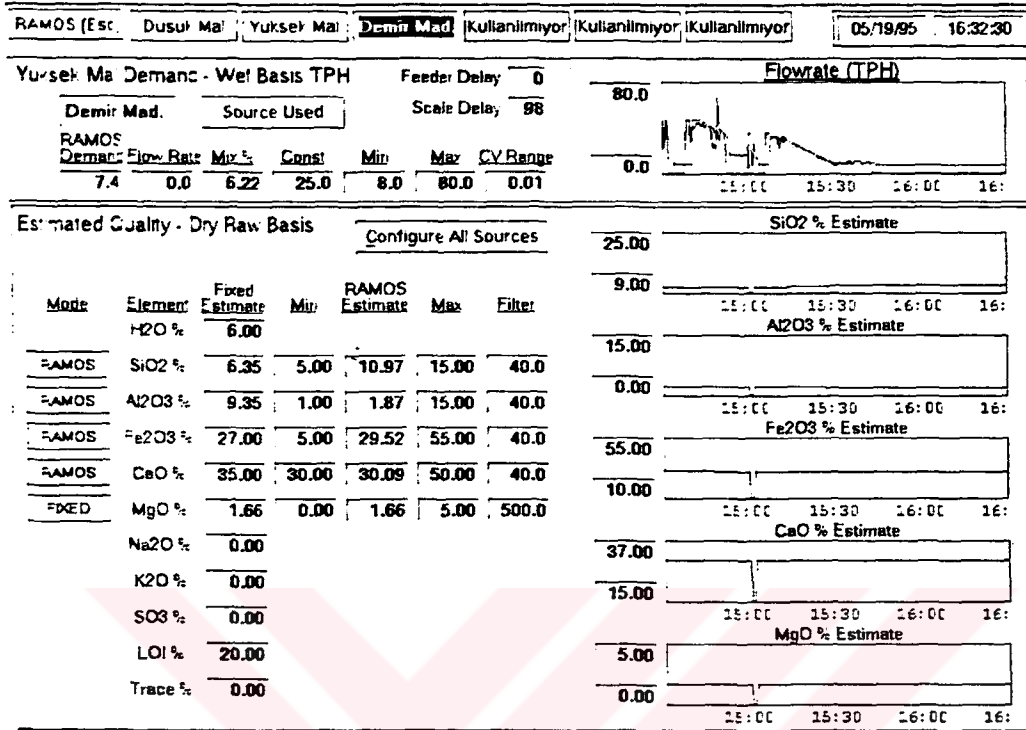 RAMOS (Esc. Dusuk Mal Yuksek Mal Demir Mad. Kullanilmiyor Kullanilmiyor Kullanilmiyor 05/19/95 16:32:30
Yuksek Mal Demand - Wet Basis TPH Feeder Delay 0
Demir Mad. Source Used Scale Delay 98
RAMOS
Demand Flow Rate Mix % Const Min Max CV Range
7.4 0.0 6.22 25.0 8.0 80.0 0.01
Flowrate (TPH)
80.0
0.0
15:00 15:30 16:00 16:
Estimated Quality - Dry Raw Basis
Configure All Sources
Fixed RAMOS
Mode Element Estimate Min Estimate Max Filter
H2O % 6.00
RAMOS SiO2 % 6.35 5.00 10.97 15.00 40.0
RAMOS Al2O3 % 9.35 1.00 1.87 15.00 40.0
RAMOS Fe2O3 % 27.00 5.00 29.52 55.00 40.0
RAMOS CaO % 35.00 30.00 30.09 50.00 40.0
FIXED MgO % 1.66 0.00 1.66 5.00 500.0
Na2O % 0.00
K2O % 0.00
SO3 % 0.00
LOI % 20.00
Trace % 0.00
SiO2 % Estimate
25.00
9.00
15:00 15:30 16:00 16:
Al2O3 % Estimate
15.00
0.00
15:00 15:30 16:00 16:
Fe2O3 % Estimate
55.00
10.00
15:00 15:30 16:00 16:
CaO % Estimate
37.00
15.00
15:00 15:30 16:00 16:
MgO % Estimate
5.00
0.00
15:00 15:30 16:00 16: